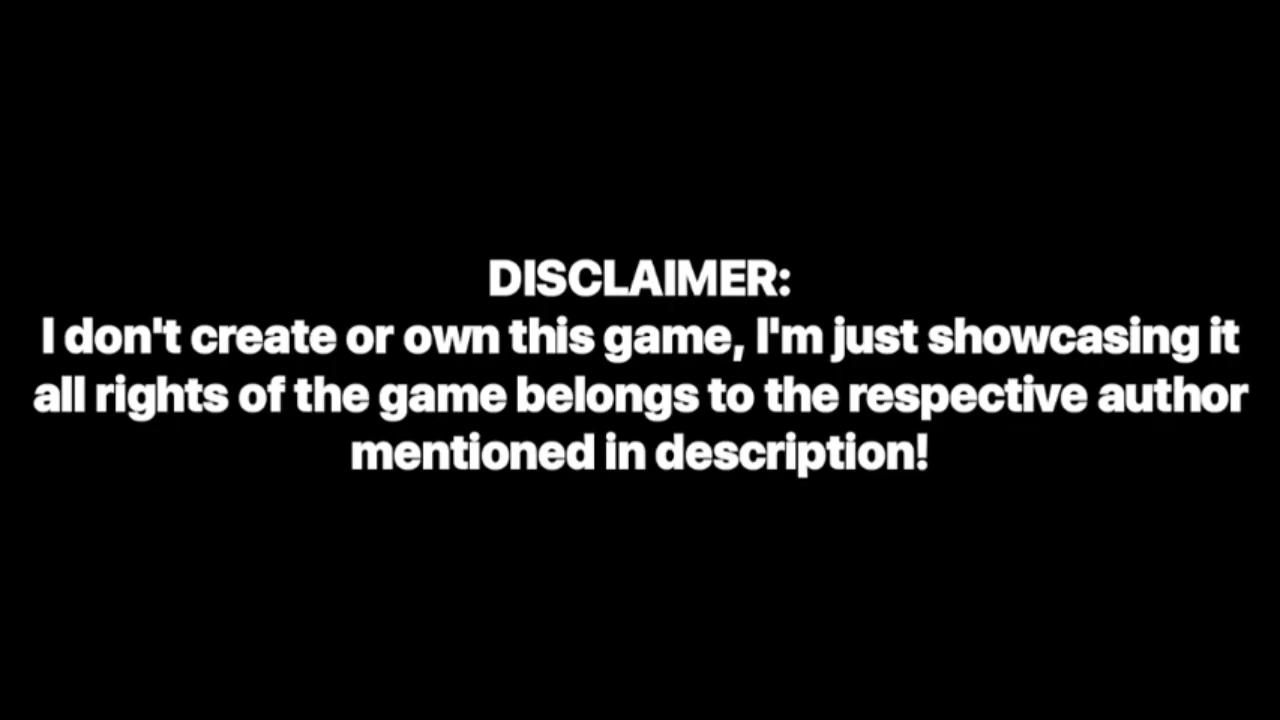 DISCLAIMER:
I don't create or own this game, I'm just showcasing it
all rights of the game belongs to the respective author
mentioned in description!